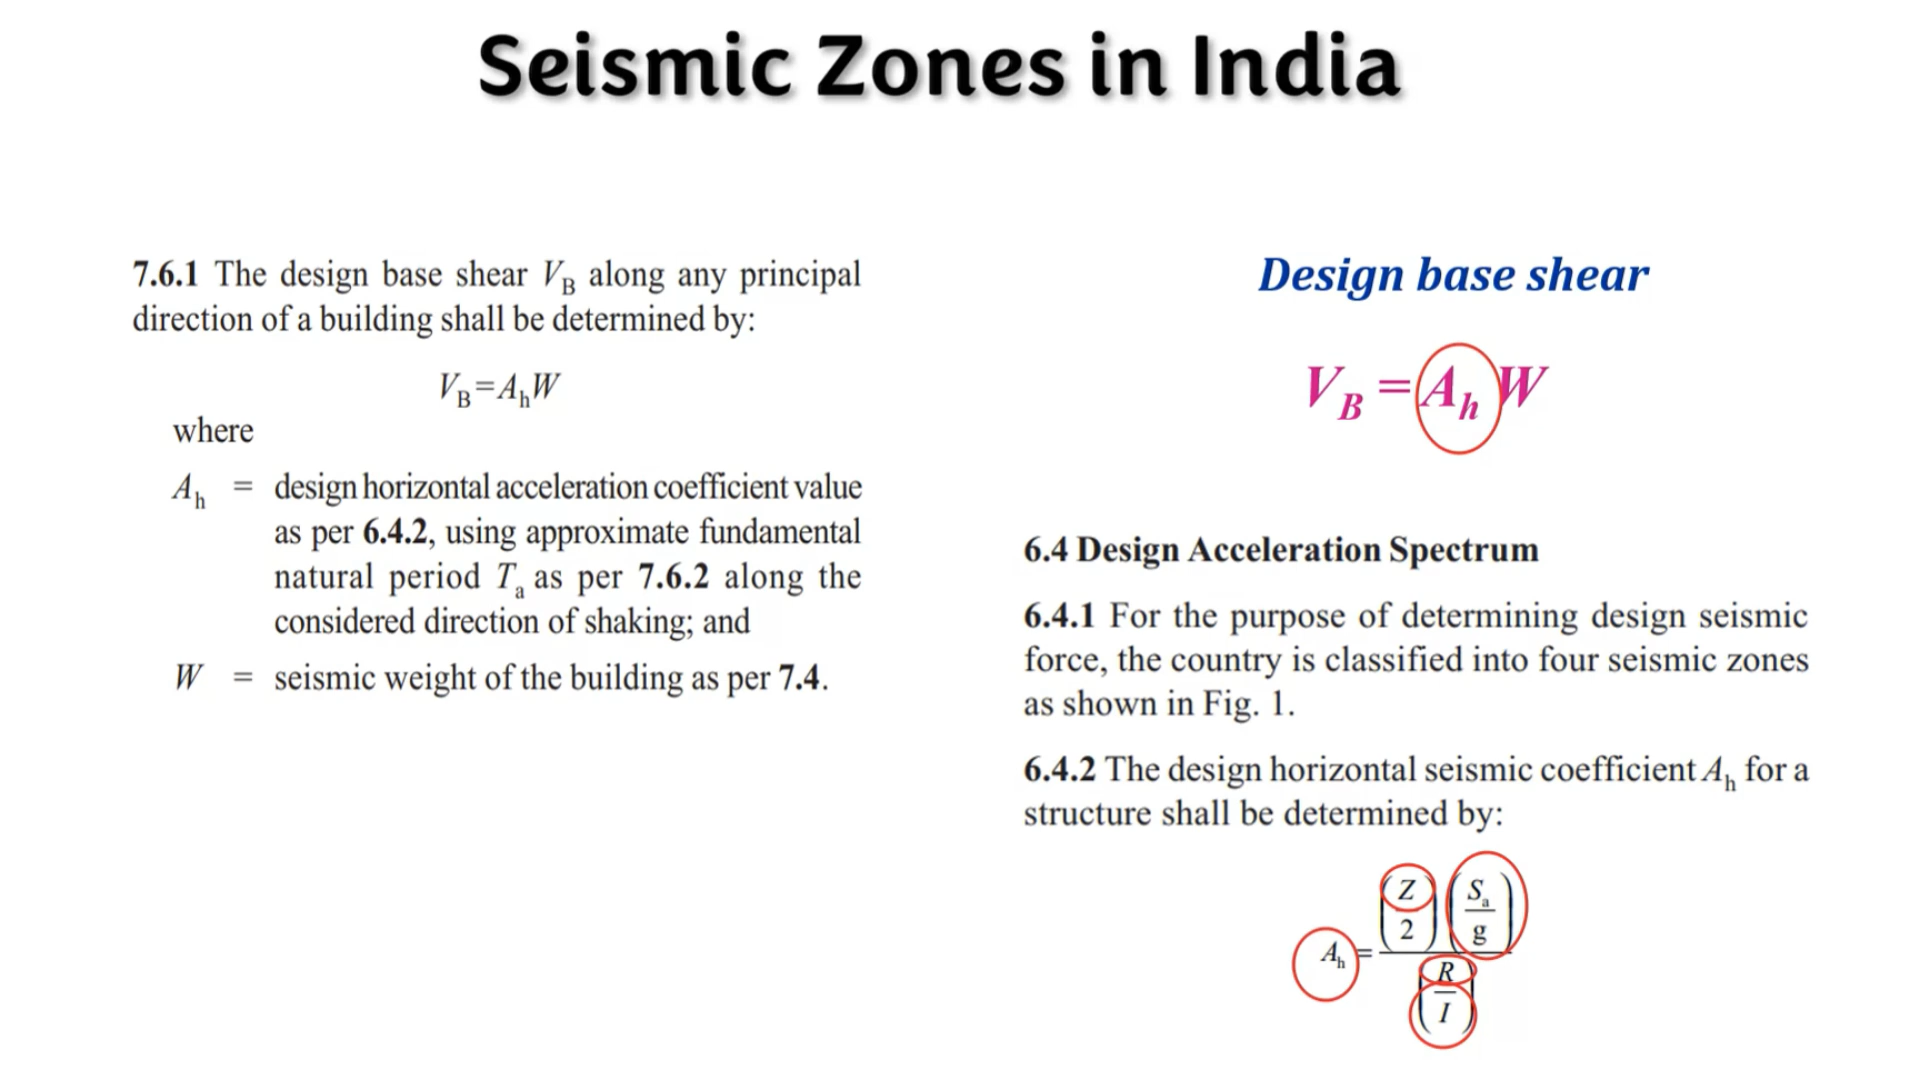 Seismic Zones in India
7.6.1 The design base shear V_B along any principal
direction of a building shall be determined by:
V_B=A_hW
where
A_h = design horizontal acceleration coefficient value
as per 6.4.2, using approximate fundamental
natural period T_a as per 7.6.2 along the
considered direction of shaking; and
W = seismic weight of the building as per 7.4.
Design base shear
V_B = A_h W
6.4 Design Acceleration Spectrum
6.4.1 For the purpose of determining design seismic
force, the country is classified into four seismic zones
as shown in Fig. 1.
6.4.2 The design horizontal seismic coefficient A_h for a
structure shall be determined by:
A_h = (Z/2)(S_a/g) / (R/I)